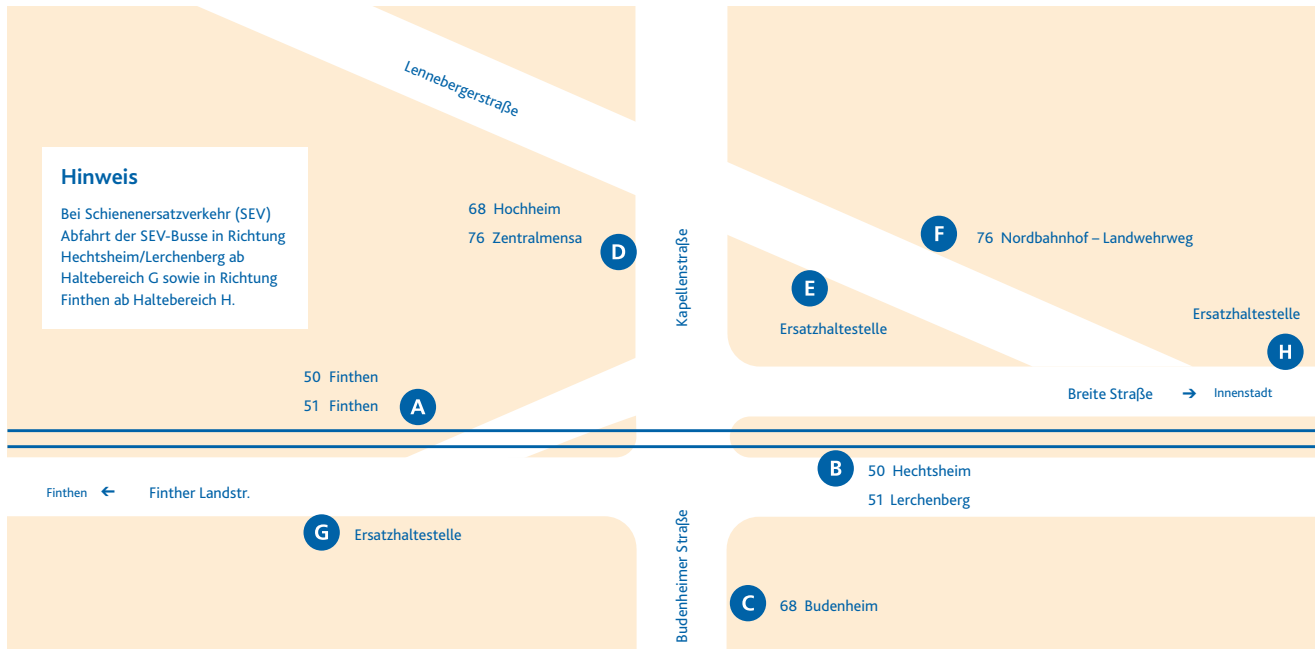 Lennebergerstraße
Hinweis
Bei Schienenersatzverkehr (SEV)
Abfahrt der SEV-Busse in Richtung
Hechtsheim/Lerchenberg ab
Haltebereich G sowie in Richtung
Finthen ab Haltebereich H.
68 Hochheim
76 Zentralmensa
D
Kapellenstraße
F
76 Nordbahnhof – Landwehrweg
E
Ersatzhaltestelle
Ersatzhaltestelle
H
50 Finthen
51 Finthen
A
Breite Straße → Innenstadt
B
50 Hechtsheim
51 Lerchenberg
Finthen ← Finther Landstr.
G
Ersatzhaltestelle
Budenheimer Straße
C
68 Budenheim